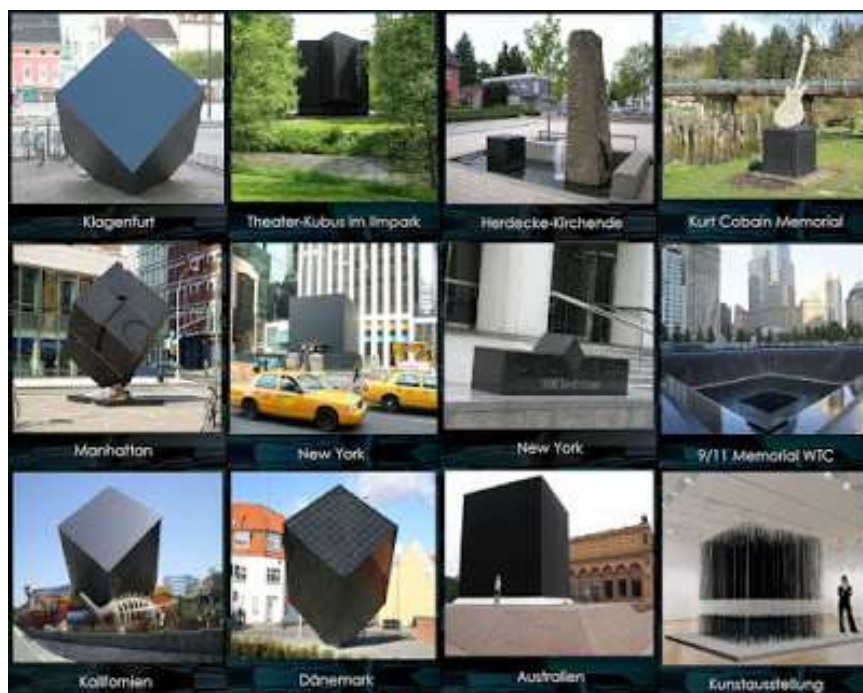 Klagenfurt
Theater-Kubus im Ilmpark
Herdecke-Kirchende
Kurt Cobain Memorial
Manhattan
New York
New York
9/11 Memorial WTC
Kalifornien
Dänemark
Australien
Kunstausstellung